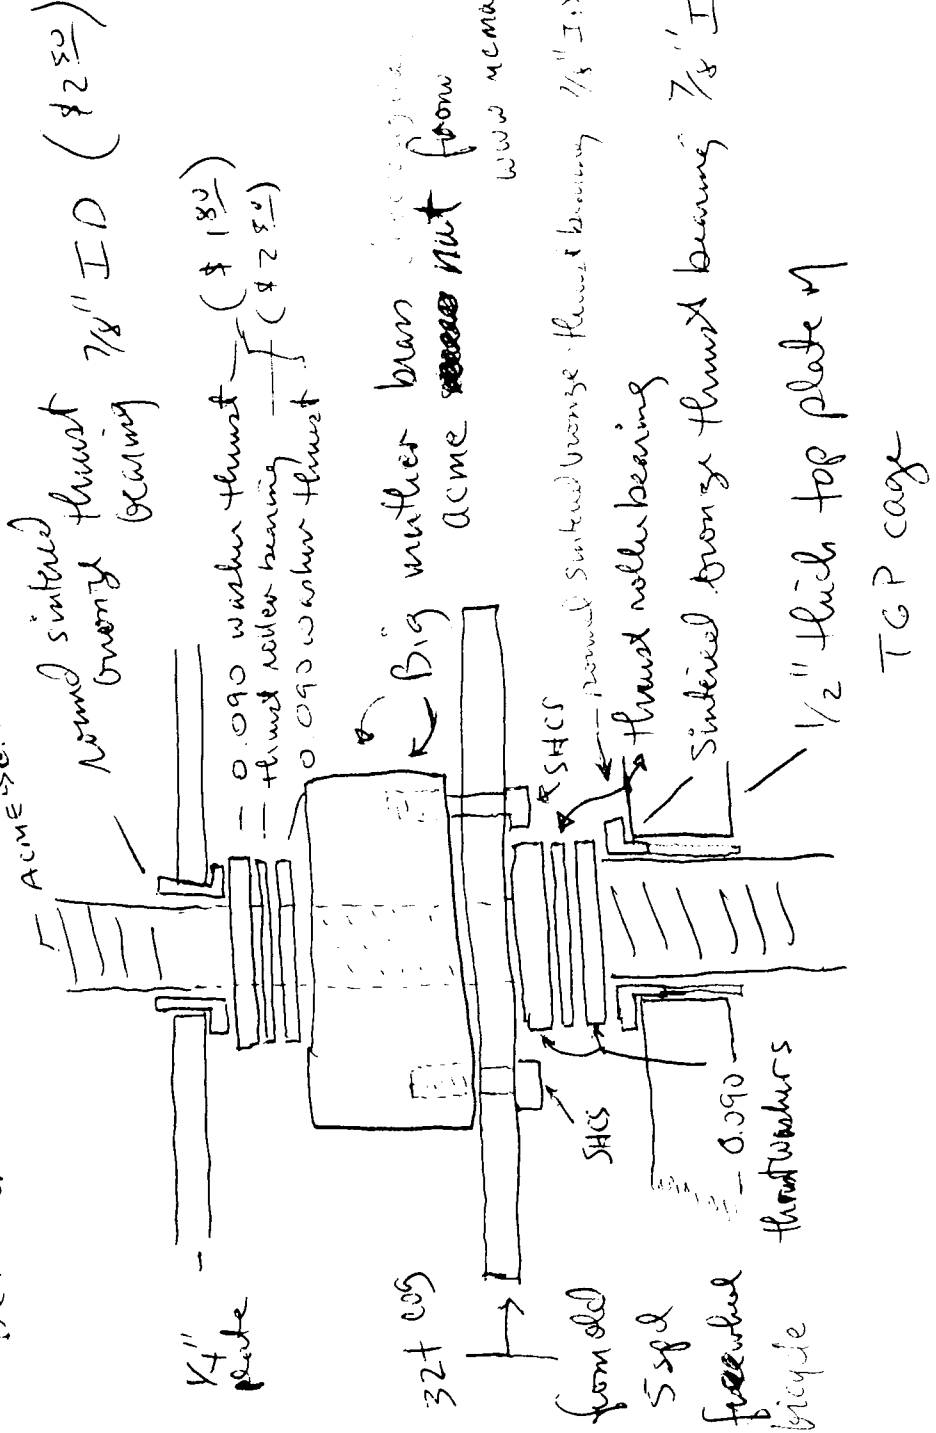 ACME
round sintered
bronze thrust
bearing
7/8" ID ($2 50)
0.090 washer thrust ($1 80)
thrust roller bearing ($2 50)
0.090 washer thrust
1/4"
plate
Big muther brass
acme nut from
www
SHCS
round sintered bronze thrust bearing 7/8" ID
thrust roller bearing
sintered bronze thrust bearing 7/8" I
1/2" thick top plate of
TGP cage
SHCS
0.090
thrust washers
32t cog
from old
5 spd
freewheel
bicycle